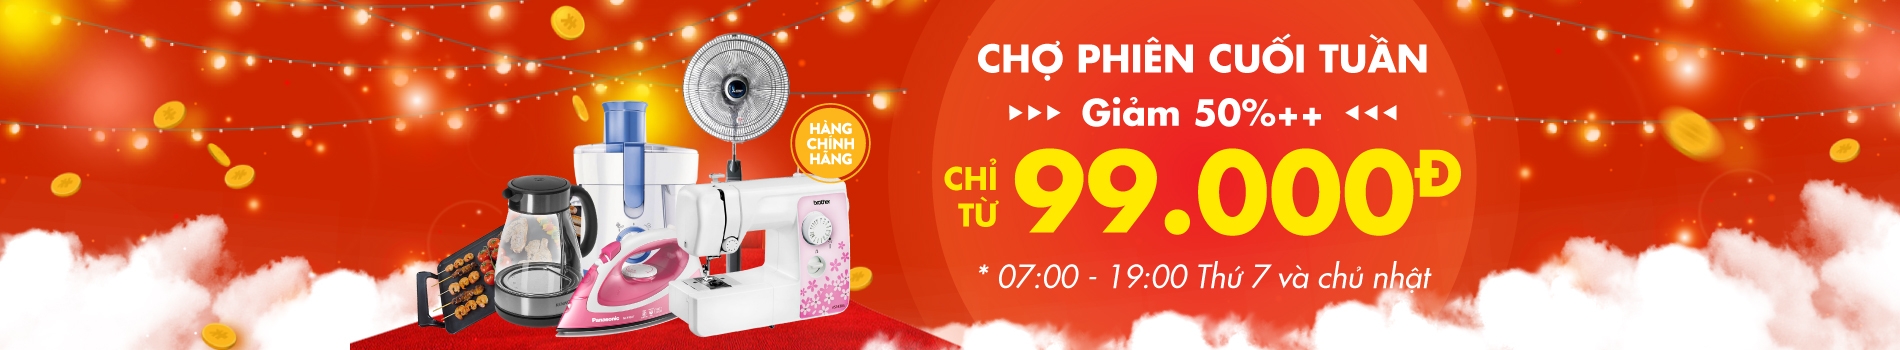 CHỢ PHIÊN CUỐI TUẦN
Giảm 50%++
CHỈ TỪ 99.000Đ
* 07:00 - 19:00 Thứ 7 và chủ nhật
HÀNG
CHÍNH
HÃNG
brother
Panasonic